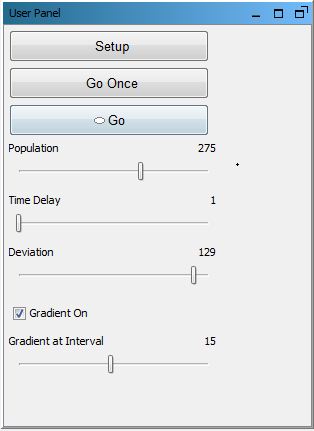 User Panel
Setup
Go Once
Go
Population 275
Time Delay 1
Deviation 129
Gradient On
Gradient at Interval 15